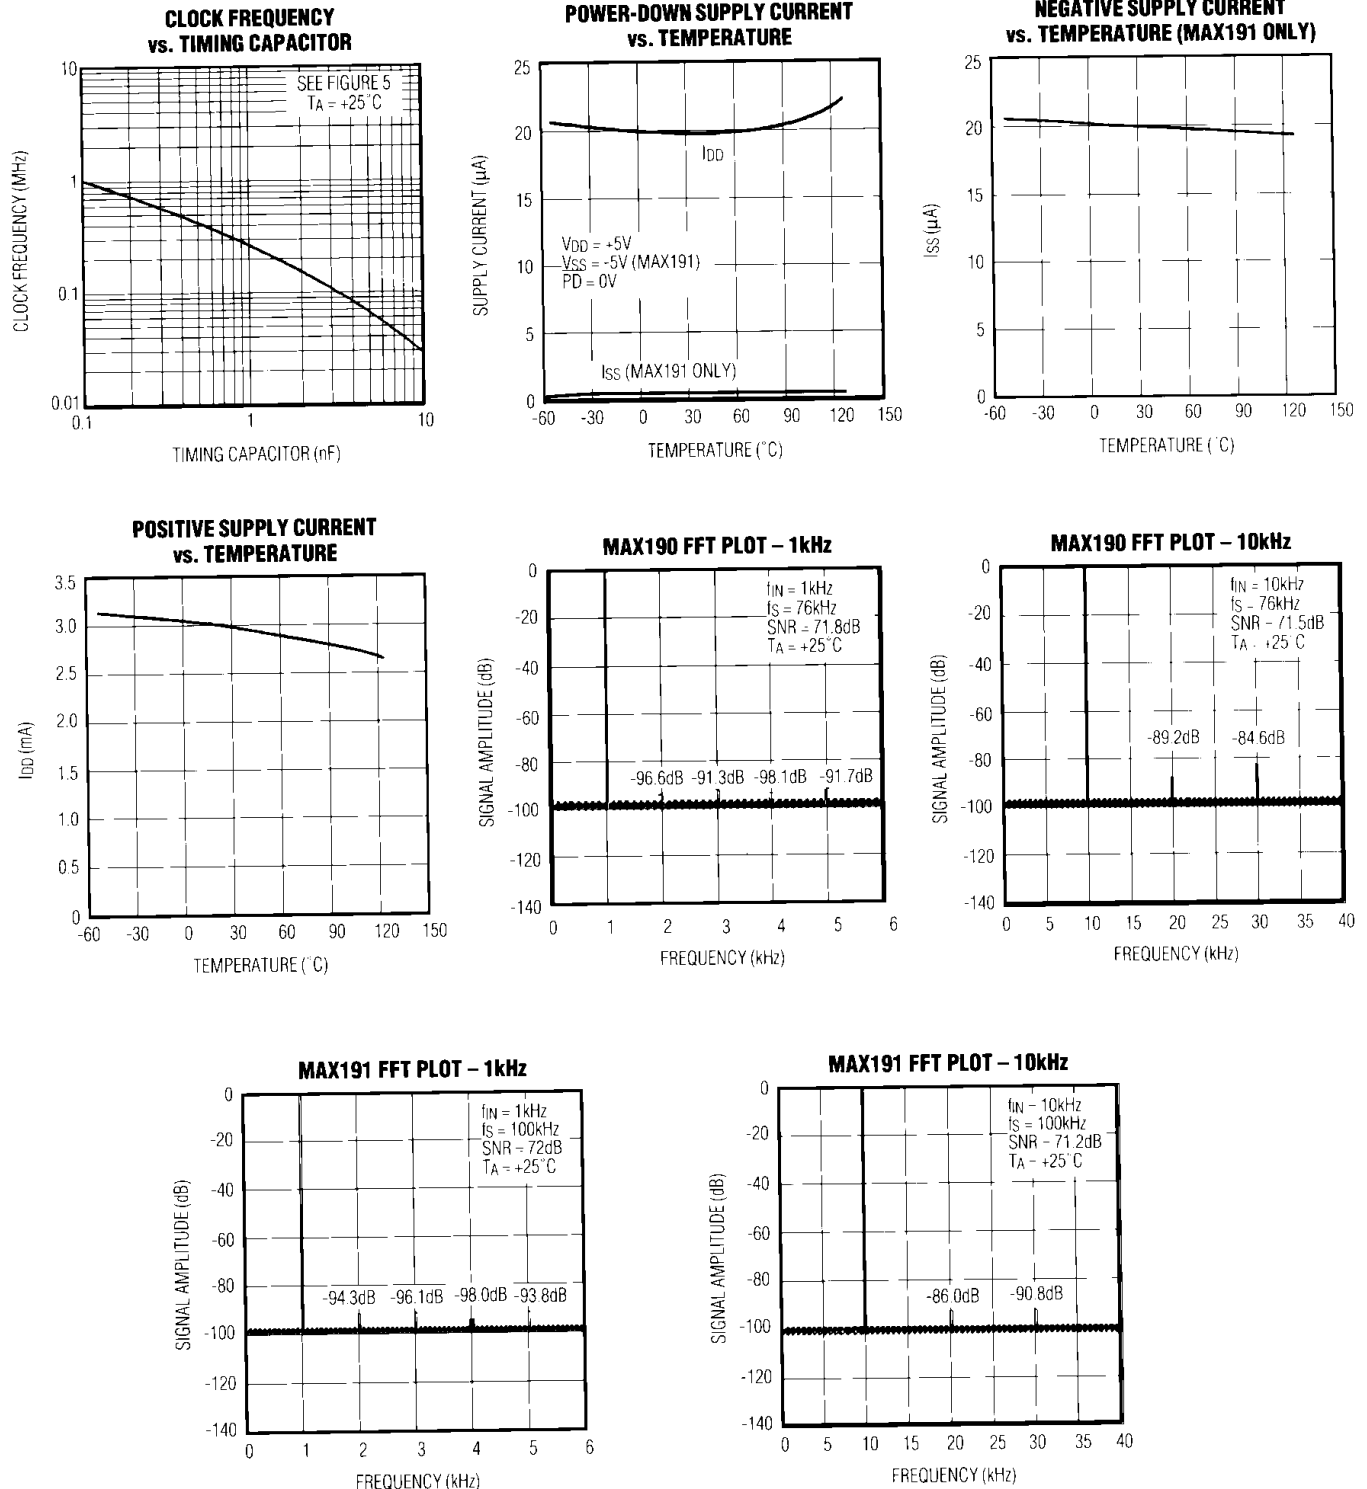 CLOCK FREQUENCY
vs. TIMING CAPACITOR
10
1
0.1
0.01
CLOCK FREQUENCY (MHz)
SEE FIGURE 5
TA = +25°C
0.1 1 10
TIMING CAPACITOR (nF)
POWER-DOWN SUPPLY CURRENT
vs. TEMPERATURE
25
20
15
10
5
0
SUPPLY CURRENT (µA)
IDD
VDD = +5V
VSS = -5V (MAX191)
PD = 0V
ISS (MAX191 ONLY)
-60 -30 0 30 60 90 120 150
TEMPERATURE (°C)
NEGATIVE SUPPLY CURRENT
vs. TEMPERATURE (MAX191 ONLY)
25
20
15
10
5
0
ISS (µA)
-60 -30 0 30 60 90 120 150
TEMPERATURE (°C)
POSITIVE SUPPLY CURRENT
vs. TEMPERATURE
3.5
3.0
2.5
2.0
1.5
1.0
0.5
0
IDD (mA)
-60 -30 0 30 60 90 120 150
TEMPERATURE (°C)
MAX190 FFT PLOT – 1kHz
0
-20
-40
-60
-80
-100
-120
-140
SIGNAL AMPLITUDE (dB)
fIN = 1kHz
fS = 76kHz
SNR = 71.8dB
TA = +25°C
-96.6dB -91.3dB -98.1dB -91.7dB
0 1 2 3 4 5 6
FREQUENCY (kHz)
MAX190 FFT PLOT – 10kHz
0
-20
-40
-60
-80
-100
-120
-140
SIGNAL AMPLITUDE (dB)
fIN = 10kHz
fS = 76kHz
SNR = 71.5dB
TA = +25°C
-89.2dB -84.6dB
0 5 10 15 20 25 30 35 40
FREQUENCY (kHz)
MAX191 FFT PLOT – 1kHz
0
-20
-40
-60
-80
-100
-120
-140
SIGNAL AMPLITUDE (dB)
fIN = 1kHz
fS = 100kHz
SNR = 72dB
TA = +25°C
-94.3dB -96.1dB -98.0dB -93.8dB
0 1 2 3 4 5 6
FREQUENCY (kHz)
MAX191 FFT PLOT – 10kHz
0
-20
-40
-60
-80
-100
-120
-140
SIGNAL AMPLITUDE (dB)
fIN = 10kHz
fS = 100kHz
SNR = 71.2dB
TA = +25°C
-86.0dB -90.8dB
0 5 10 15 20 25 30 35 40
FREQUENCY (kHz)